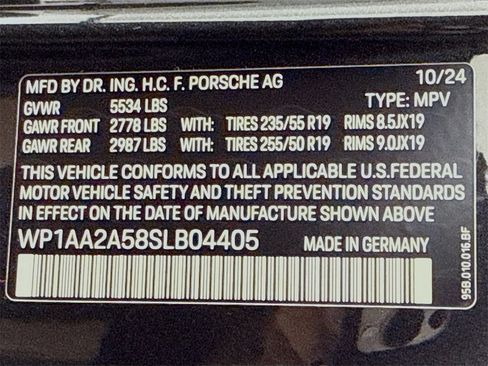 MFD BY DR. ING. H.C. F. PORSCHE AG 10/24
GVWR 5534 LBS TYPE: MPV
GAWR FRONT 2778 LBS WITH: TIRES 235/55 R19 RIMS 8.5JX19
GAWR REAR 2987 LBS WITH: TIRES 255/50 R19 RIMS 9.0JX19
THIS VEHICLE CONFORMS TO ALL APPLICABLE U.S.FEDERAL
MOTOR VEHICLE SAFETY AND THEFT PREVENTION STANDARDS
IN EFFECT ON THE DATE OF MANUFACTURE SHOWN ABOVE
WP1AA2A58SLB04405 MADE IN GERMANY
95B.010.016.BF